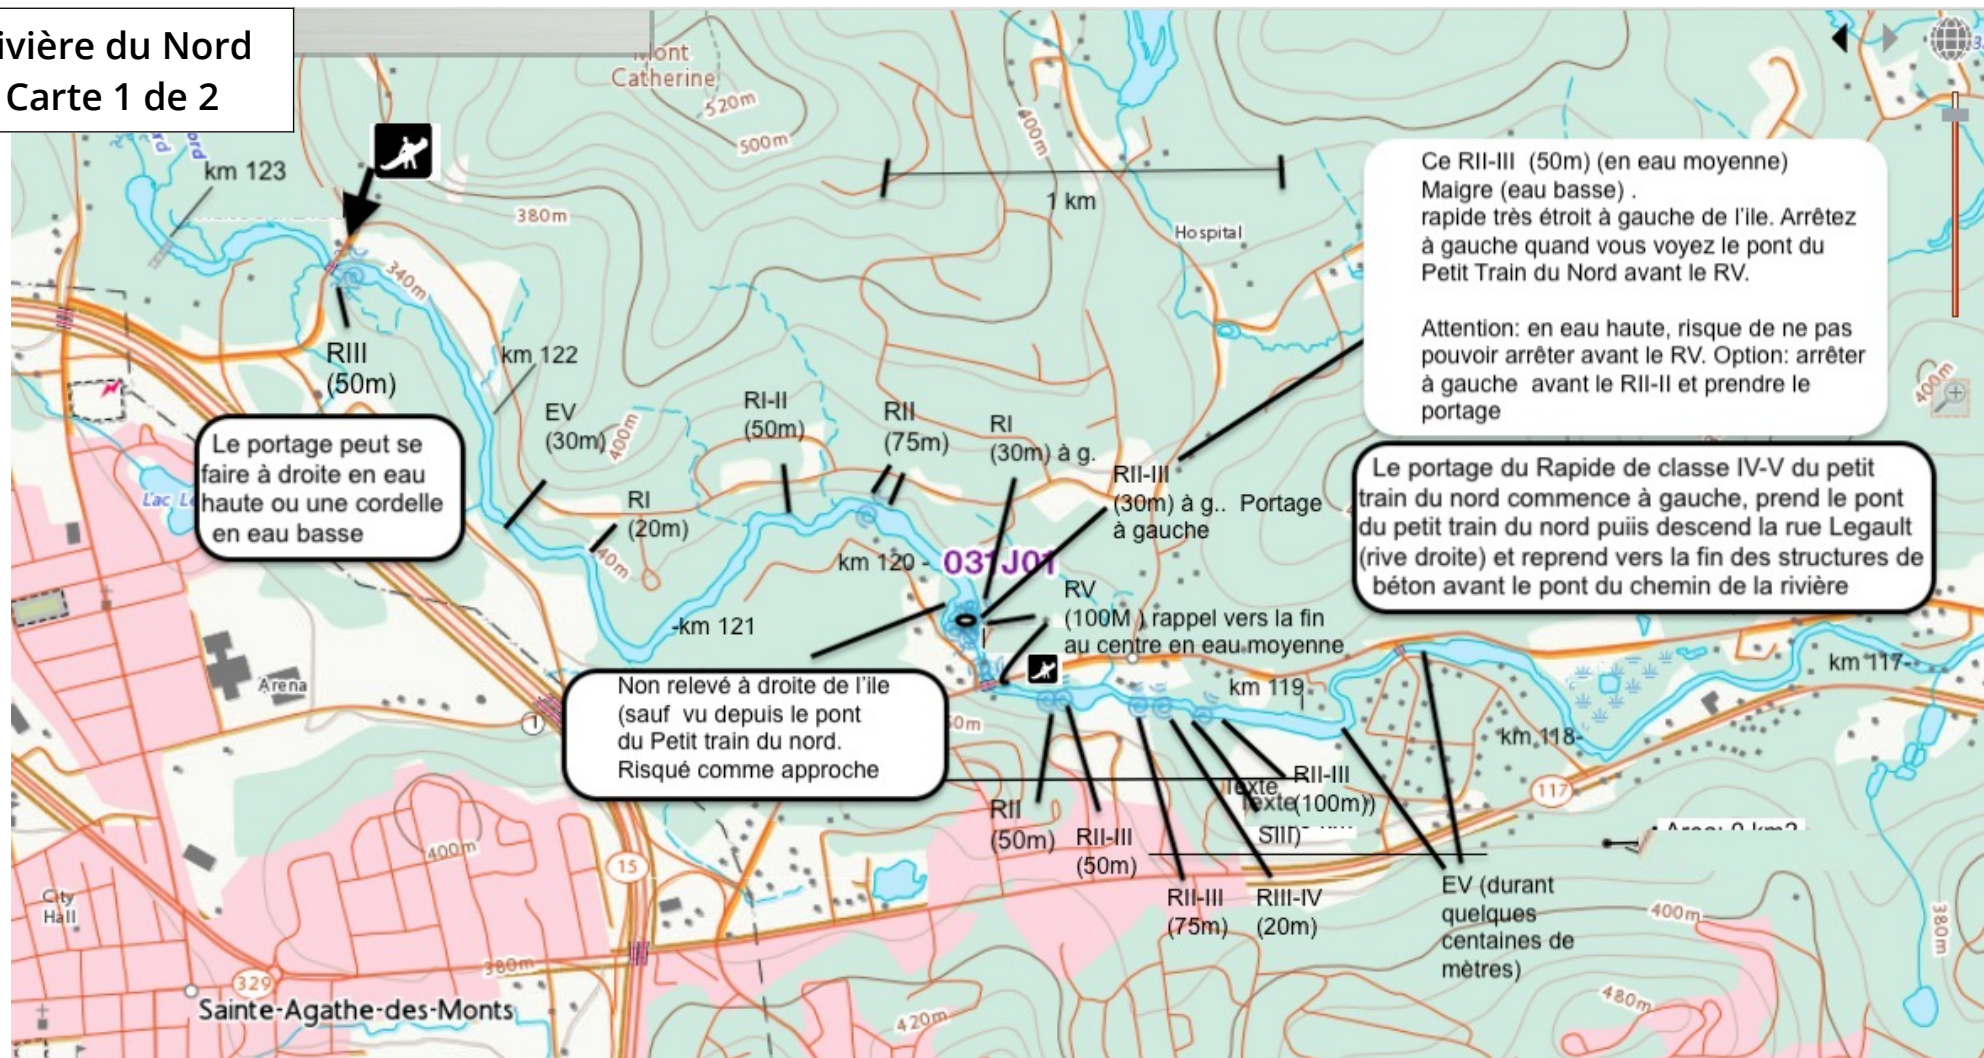 ivière du Nord
Carte 1 de 2
Mont
Catherine
520m
500m
400m
km 123
380m
1 km
Hospital
340m
Ce RII-III (50m) (en eau moyenne)
Maigre (eau basse) .
rapide très étroit à gauche de l'ile. Arrêtez
à gauche quand vous voyez le pont du
Petit Train du Nord avant le RV.
Attention: en eau haute, risque de ne pas
pouvoir arrêter avant le RV. Option: arrêter
à gauche avant le RII-II et prendre le
portage
400m
RIII
(50m)
km 122
EV
(30m)
400m
RI-II
(50m)
RII
(75m)
RI
(30m) à g.
RII-III
(30m) à g.. Portage
à gauche
Le portage peut se
faire à droite en eau
haute ou une cordelle
en eau basse
Lac
RI
(20m)
40m
km 120 -
031J01
Le portage du Rapide de classe IV-V du petit
train du nord commence à gauche, prend le pont
du petit train du nord puiis descend la rue Legault
(rive droite) et reprend vers la fin des structures de
béton avant le pont du chemin de la rivière
RV
(100M ) rappel vers la fin
au centre en eau moyenne
-km 121
Arena
1
Non relevé à droite de l'ile
(sauf vu depuis le pont
du Petit train du nord.
Risqué comme approche
km 119
km 117-
km 118-
0m
117
RII
(50m)
RII-III
(50m)
Texte
Texte
RII-III
(100m))
SIII)
RII-III
(75m)
RIII-IV
(20m)
EV (durant
quelques
centaines de
mètres)
Area: 0 km2
400m
15
City
Hall
329
380m
Sainte-Agathe-des-Monts
420m
400m
480m
380m